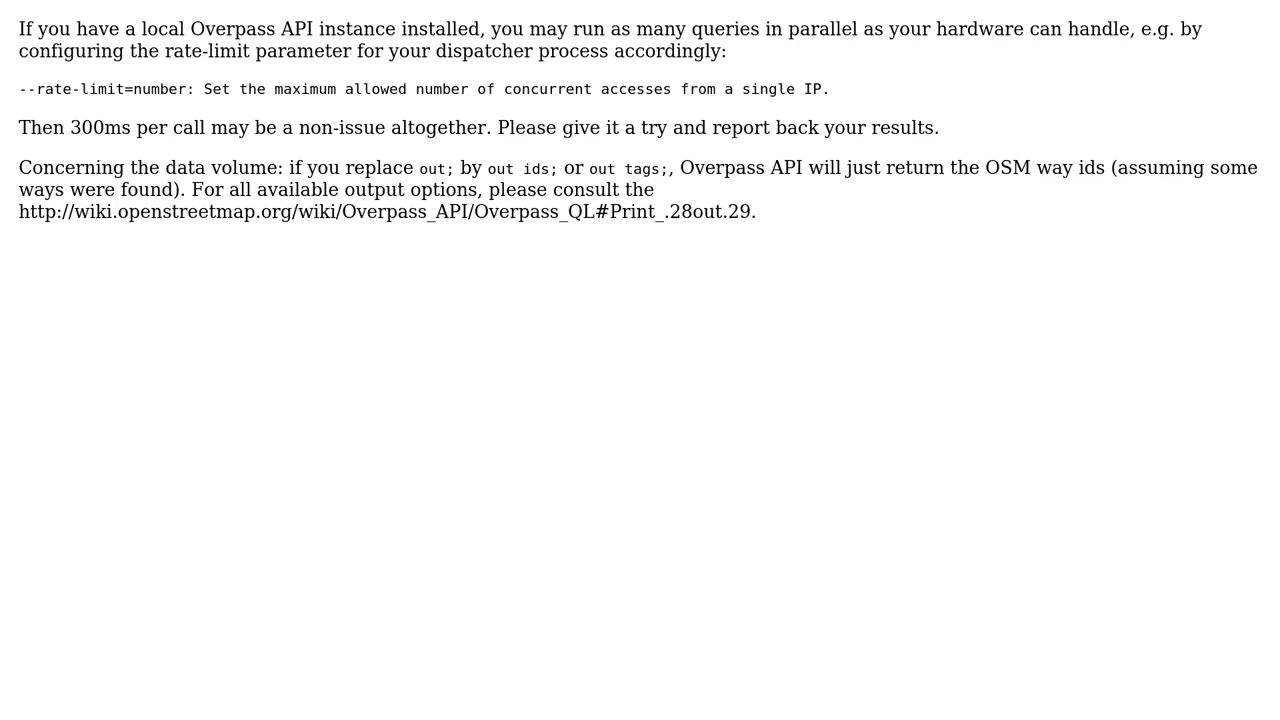 If you have a local Overpass API instance installed, you may run as many queries in parallel as your hardware can handle, e.g. by
configuring the rate-limit parameter for your dispatcher process accordingly:
--rate-limit=number: Set the maximum allowed number of concurrent accesses from a single IP.
Then 300ms per call may be a non-issue altogether. Please give it a try and report back your results.
Concerning the data volume: if you replace out; by out ids; or out tags;, Overpass API will just return the OSM way ids (assuming some
ways were found). For all available output options, please consult the
http://wiki.openstreetmap.org/wiki/Overpass_API/Overpass_QL#Print_.28out.29.